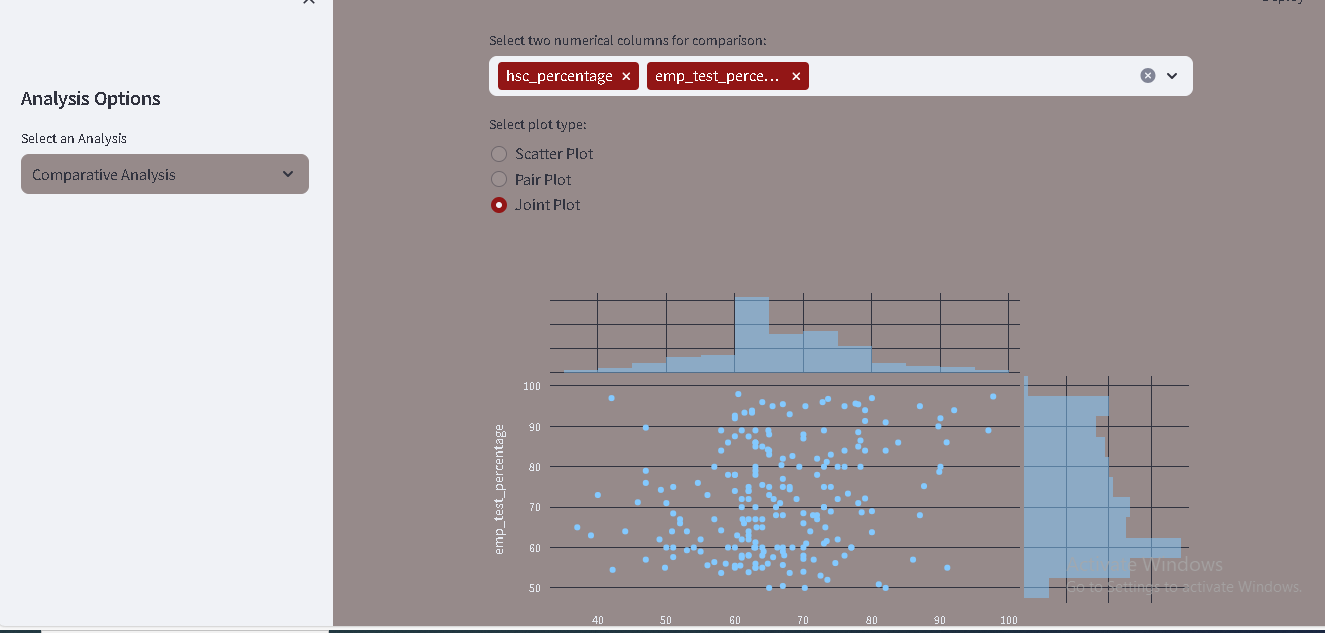 Deploy
Select two numerical columns for comparison:
hsc_percentage
emp_test_perce...
Analysis Options
Select plot type:
Select an Analysis
Scatter Plot
Comparative Analysis
Pair Plot
Joint Plot
100
90
80
70
60
50
emp_test_percentage
40 50 60 70 80 90 100
Activate Windows
Go to Settings to activate Windows.